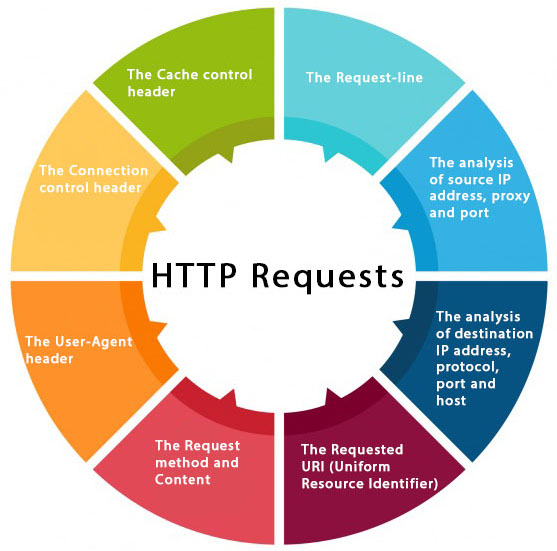 The Cache control
header
The Request-line
The Connection
control header
The analysis
of source IP
address, proxy
and port
HTTP Requests
The User-Agent
header
The analysis
of destination
IP address,
protocol,
port and
host
The Request
method and
Content
The Requested
URI (Uniform
Resource Identifier)